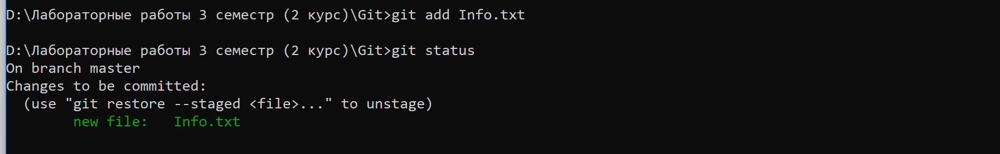 D:\Лабораторные работы 3 семестр (2 курс)\Git>git add Info.txt
D:\Лабораторные работы 3 семестр (2 курс)\Git>git status
On branch master
Changes to be committed:
  (use "git restore --staged <file>..." to unstage)
        new file:   Info.txt